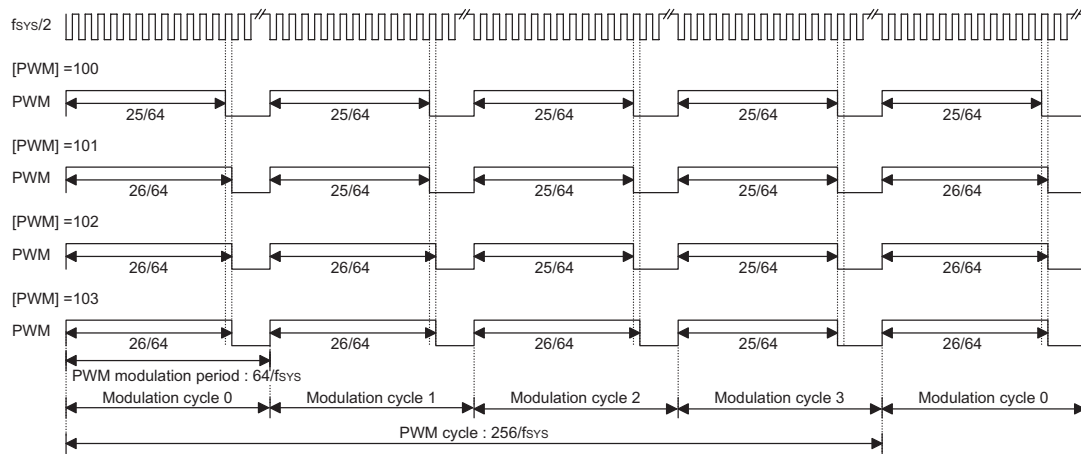 fSYS/2
[PWM] =100
PWM
25/64 25/64 25/64 25/64 25/64
[PWM] =101
PWM
26/64 25/64 25/64 25/64 26/64
[PWM] =102
PWM
26/64 26/64 25/64 25/64 26/64
[PWM] =103
PWM
26/64 26/64 26/64 25/64 26/64
PWM modulation period : 64/fSYS
Modulation cycle 0 Modulation cycle 1 Modulation cycle 2 Modulation cycle 3 Modulation cycle 0
PWM cycle : 256/fSYS